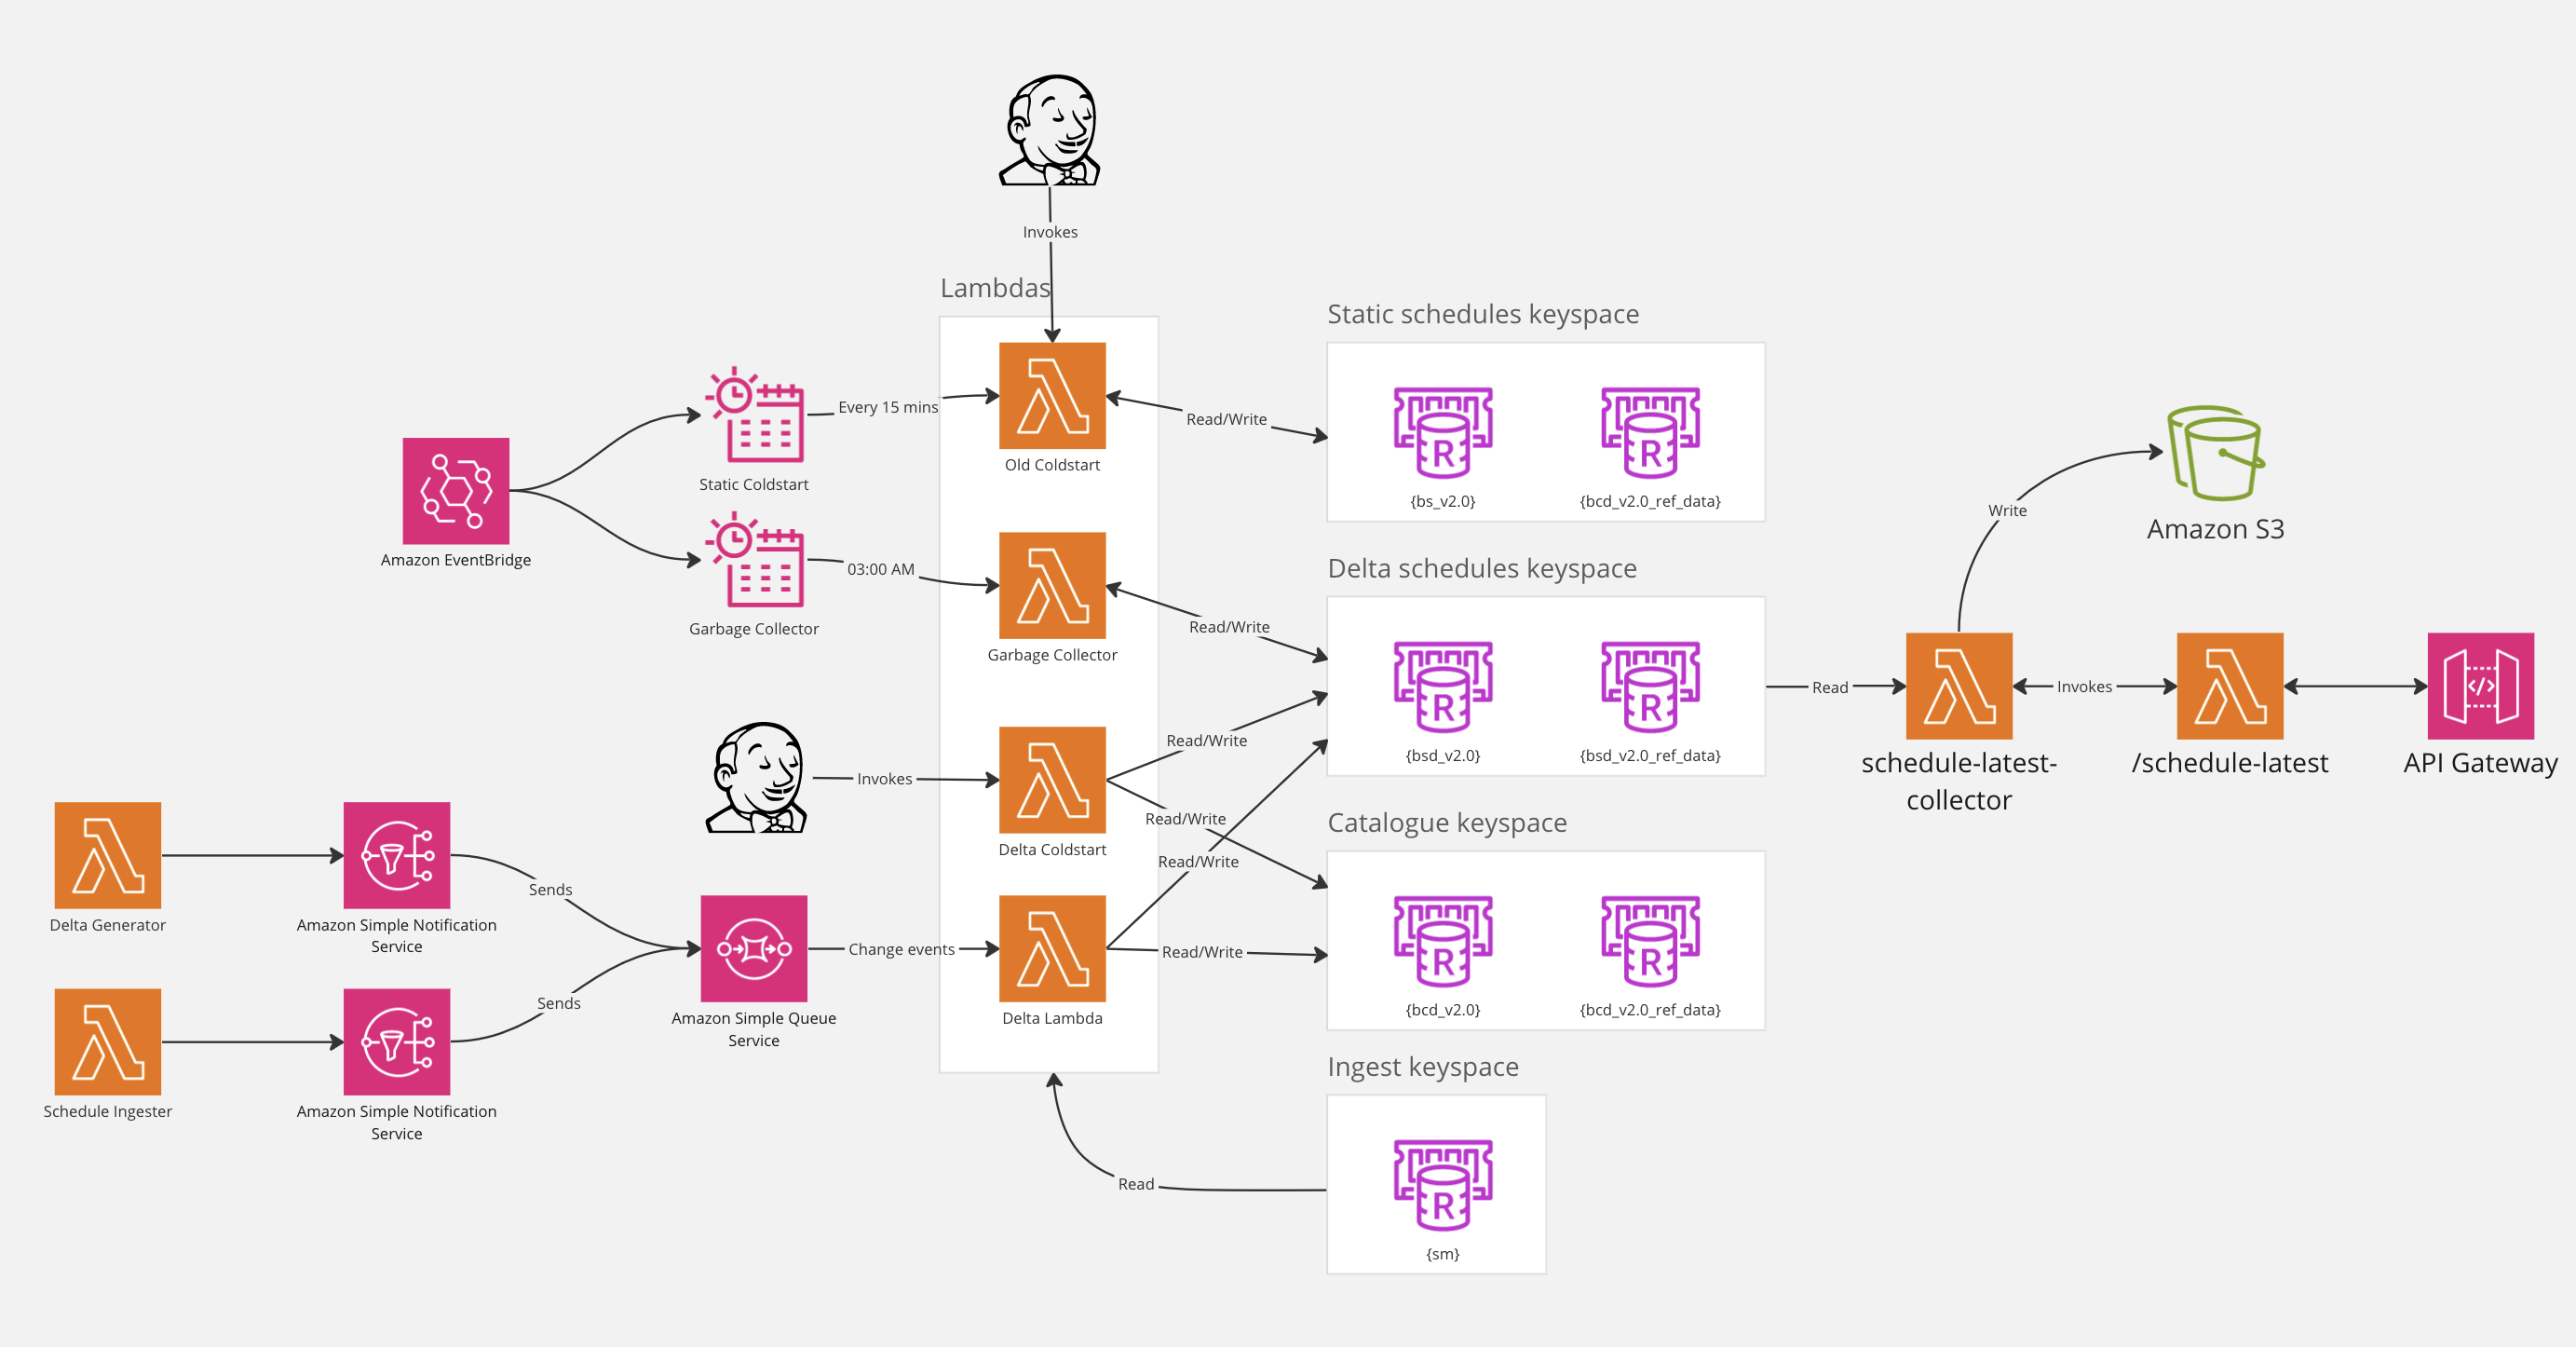 Invokes
Lambdas
Static schedules keyspace
Every 15 mins
Read/Write
Old Coldstart
Static Coldstart
{bs_v2.0}
{bcd_v2.0_ref_data}
Amazon EventBridge
03:00 AM
Garbage Collector
Garbage Collector
Read/Write
Delta schedules keyspace
{bsd_v2.0}
{bsd_v2.0_ref_data}
Write
Amazon S3
Read
Invokes
schedule-latest-
collector
/schedule-latest
API Gateway
Invokes
Delta Coldstart
Read/Write
Read/Write
Read/Write
Catalogue keyspace
{bcd_v2.0}
{bcd_v2.0_ref_data}
Delta Generator
Amazon Simple Notification
Service
Sends
Sends
Schedule Ingester
Amazon Simple Notification
Service
Amazon Simple Queue
Service
Change events
Delta Lambda
Read/Write
Ingest keyspace
Read
{sm}
R
R
R
R
R
R
R